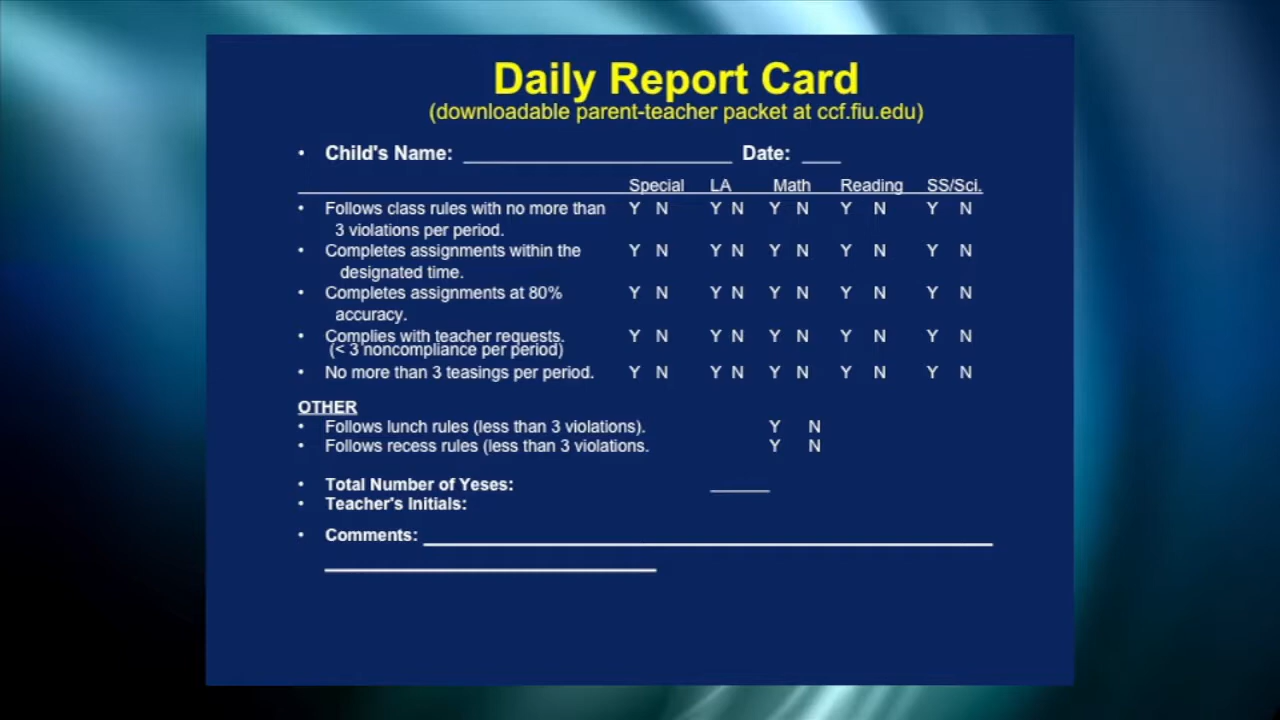 Daily Report Card
(downloadable parent-teacher packet at ccf.fiu.edu)
• Child's Name: ____________________________ Date: ____
Special LA Math Reading SS/Sci.
• Follows class rules with no more than Y N Y N Y N Y N Y N
3 violations per period.
• Completes assignments within the Y N Y N Y N Y N Y N
designated time.
• Completes assignments at 80% Y N Y N Y N Y N Y N
accuracy.
• Complies with teacher requests. Y N Y N Y N Y N Y N
(< 3 noncompliance per period)
• No more than 3 teasings per period. Y N Y N Y N Y N Y N
OTHER
• Follows lunch rules (less than 3 violations). Y N
• Follows recess rules (less than 3 violations. Y N
• Total Number of Yeses: ______
• Teacher's Initials:
• Comments: ____________________________